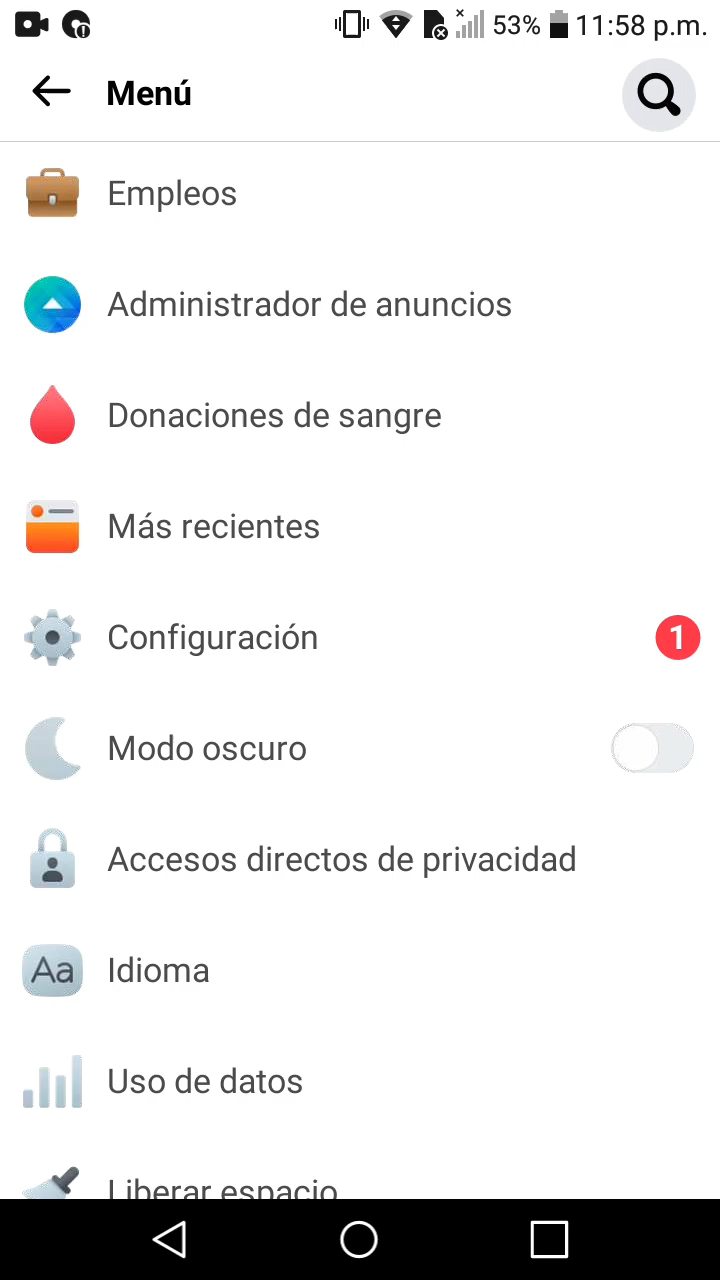 53% 11:58 p.m.
Menú
Empleos
Administrador de anuncios
Donaciones de sangre
Más recientes
Configuración 1
Modo oscuro
Accesos directos de privacidad
Aa Idioma
Uso de datos
Liberar espacio